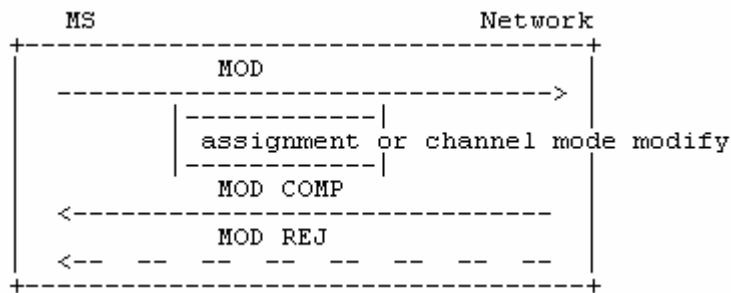 MS Network
MOD
assignment or channel mode modify
MOD COMP
MOD REJ